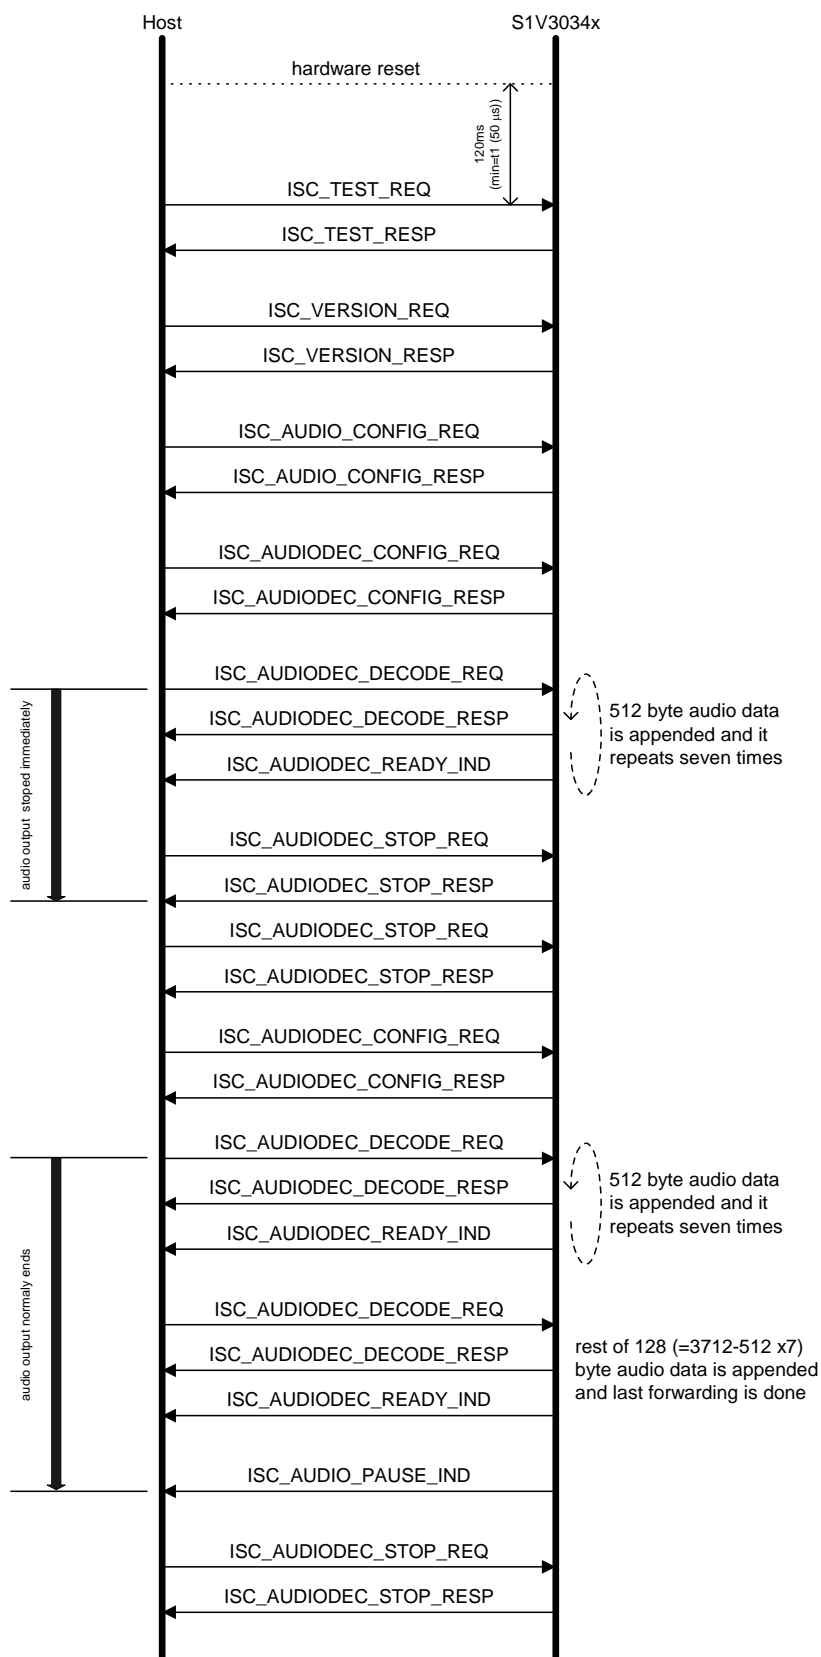 Host
S1V3034x
hardware reset
120ms
(min=t1 (50 µs))
ISC_TEST_REQ
ISC_TEST_RESP
ISC_VERSION_REQ
ISC_VERSION_RESP
ISC_AUDIO_CONFIG_REQ
ISC_AUDIO_CONFIG_RESP
ISC_AUDIODEC_CONFIG_REQ
ISC_AUDIODEC_CONFIG_RESP
audio output stoped immediately
ISC_AUDIODEC_DECODE_REQ
ISC_AUDIODEC_DECODE_RESP
ISC_AUDIODEC_READY_IND
512 byte audio data
is appended and it
repeats seven times
ISC_AUDIODEC_STOP_REQ
ISC_AUDIODEC_STOP_RESP
ISC_AUDIODEC_STOP_REQ
ISC_AUDIODEC_STOP_RESP
ISC_AUDIODEC_CONFIG_REQ
ISC_AUDIODEC_CONFIG_RESP
audio output normaly ends
ISC_AUDIODEC_DECODE_REQ
ISC_AUDIODEC_DECODE_RESP
ISC_AUDIODEC_READY_IND
512 byte audio data
is appended and it
repeats seven times
ISC_AUDIODEC_DECODE_REQ
ISC_AUDIODEC_DECODE_RESP
ISC_AUDIODEC_READY_IND
rest of 128 (=3712-512 x7)
byte audio data is appended
and last forwarding is done
ISC_AUDIO_PAUSE_IND
ISC_AUDIODEC_STOP_REQ
ISC_AUDIODEC_STOP_RESP